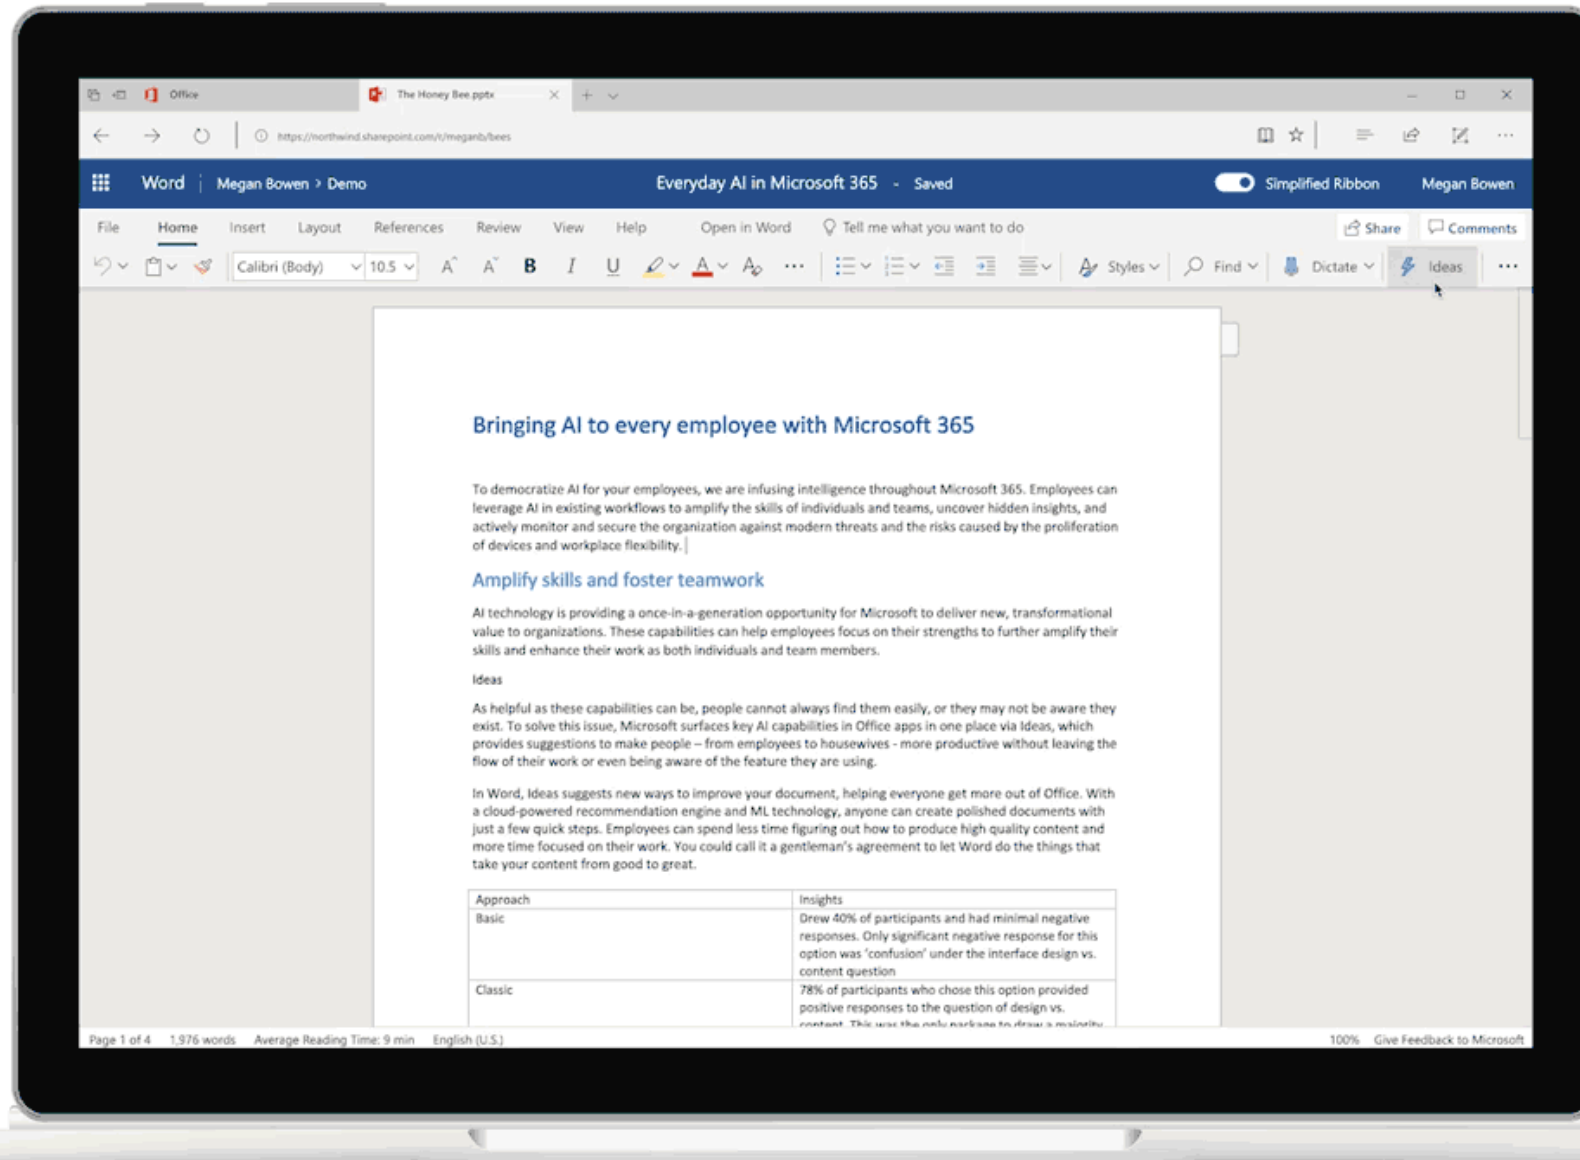 Office
The Honey Bee.pptx
https://northwind.sharepoint.com/r/meganb/bees
Word Megan Bowen > Demo Everyday AI in Microsoft 365 - Saved Simplified Ribbon Megan Bowen
File Home Insert Layout References Review View Help Open in Word Tell me what you want to do Share Comments
Calibri (Body) 10.5 A A B I U A A Styles Find Dictate Ideas
Bringing AI to every employee with Microsoft 365
To democratize AI for your employees, we are infusing intelligence throughout Microsoft 365. Employees can
leverage AI in existing workflows to amplify the skills of individuals and teams, uncover hidden insights, and
actively monitor and secure the organization against modern threats and the risks caused by the proliferation
of devices and workplace flexibility.
Amplify skills and foster teamwork
AI technology is providing a once-in-a-generation opportunity for Microsoft to deliver new, transformational
value to organizations. These capabilities can help employees focus on their strengths to further amplify their
skills and enhance their work as both individuals and team members.
Ideas
As helpful as these capabilities can be, people cannot always find them easily, or they may not be aware they
exist. To solve this issue, Microsoft surfaces key AI capabilities in Office apps in one place via Ideas, which
provides suggestions to make people – from employees to housewives - more productive without leaving the
flow of their work or even being aware of the feature they are using.
In Word, Ideas suggests new ways to improve your document, helping everyone get more out of Office. With
a cloud-powered recommendation engine and ML technology, anyone can create polished documents with
just a few quick steps. Employees can spend less time figuring out how to produce high quality content and
more time focused on their work. You could call it a gentleman's agreement to let Word do the things that
take your content from good to great.
Approach Insights
Basic Drew 40% of participants and had minimal negative
responses. Only significant negative response for this
option was 'confusion' under the interface design vs.
content question
Classic 78% of participants who chose this option provided
positive responses to the question of design vs.
content. This was the only package to draw a majority
Page 1 of 4 1,976 words Average Reading Time: 9 min English (U.S.) 100% Give Feedback to Microsoft